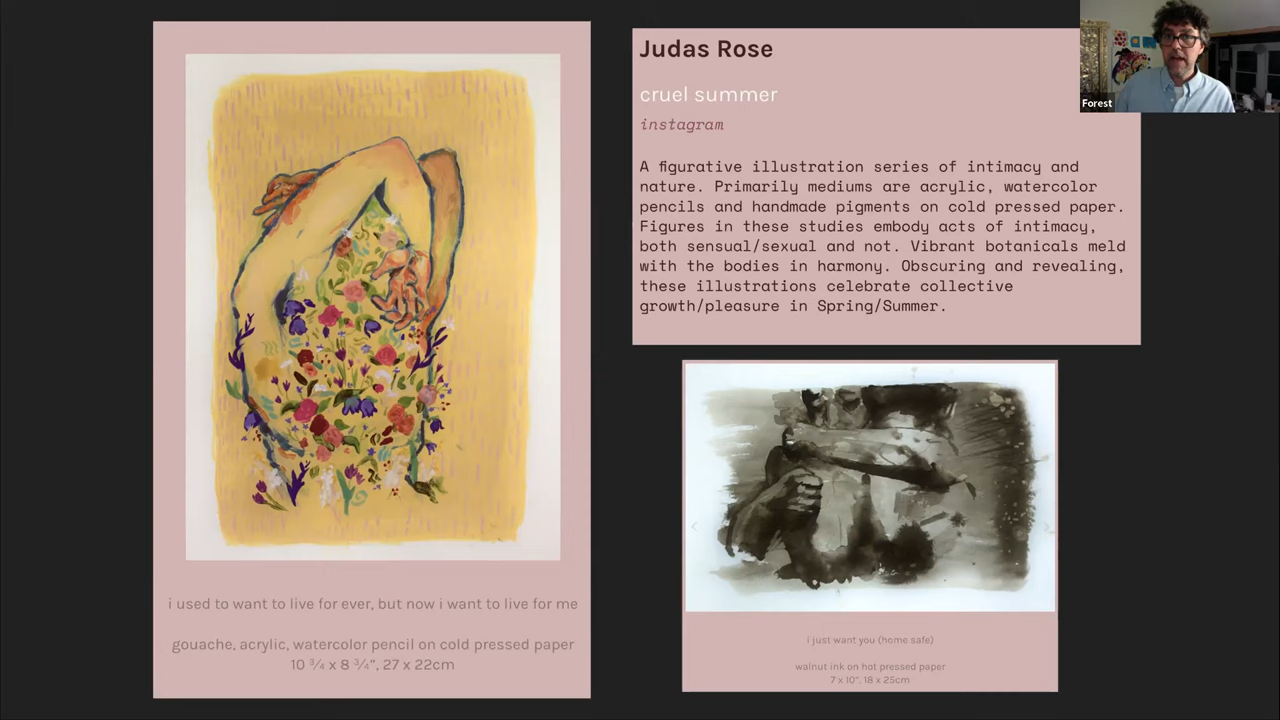 i used to want to live for ever, but now i want to live for me
gouache, acrylic, watercolor pencil on cold pressed paper
10 ¾ x 8 ¾”, 27 x 22cm
Judas Rose
cruel summer
instagram
A figurative illustration series of intimacy and
nature. Primarily mediums are acrylic, watercolor
pencils and handmade pigments on cold pressed paper.
Figures in these studies embody acts of intimacy,
both sensual/sexual and not. Vibrant botanicals meld
with the bodies in harmony. Obscuring and revealing,
these illustrations celebrate collective
growth/pleasure in Spring/Summer.
Forest
i just want you (home safe)
walnut ink on hot pressed paper
7 x 10”, 18 x 25cm